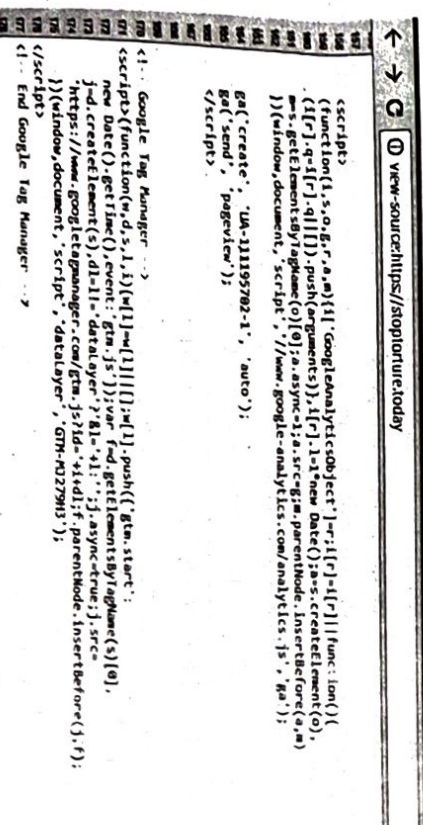 view-source:https://stoptorture.today
<script>
(function(i,s,o,g,r,a,m){i['GoogleAnalyticsObject']=r;i[r]=i[r]||function(){
(i[r].q=i[r].q||[]).push(arguments)},i[r].l=1*new Date();a=s.createElement(o),
m=s.getElementsByTagName(o)[0];a.async=1;a.src=g;m.parentNode.insertBefore(a,m)
})(window,document,'script','//www.google-analytics.com/analytics.js','ga');
ga('create', 'UA-111195702-1', 'auto');
ga('send', 'pageview');
</script>
<!-- Google Tag Manager -->
<script>(function(w,d,s,l,i){w[l]=w[l]||[];w[l].push({'gtm.start':
new Date().getTime(),event:'gtm.js'});var f=d.getElementsByTagName(s)[0],
j=d.createElement(s),dl=l!='dataLayer'?'&l='+l:'';j.async=true;j.src=
'https://www.googletagmanager.com/gtm.js?id='+i+dl;f.parentNode.insertBefore(j,f);
})(window,document,'script','dataLayer','GTM-MJ279H3');
</script>
<!-- End Google Tag Manager -->